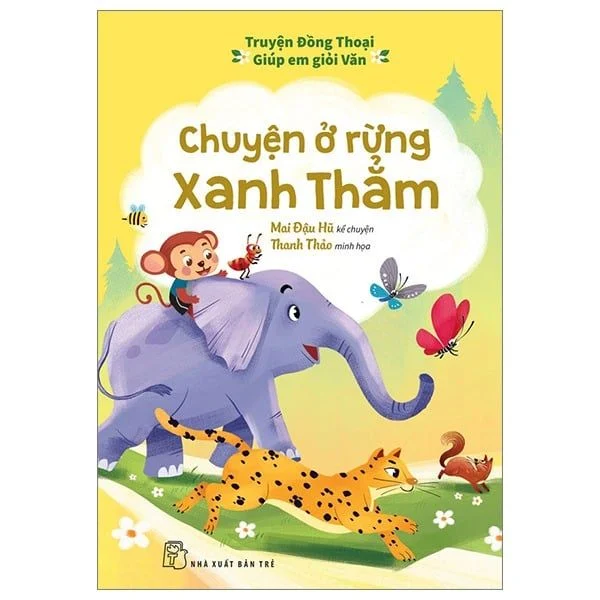 Truyện Đồng Thoại
Giúp em giỏi Văn
Chuyện ở rừng
Xanh Thẳm
Mai Đậu Hũ kể chuyện
Thanh Thảo minh họa
NHÀ XUẤT BẢN TRẺ